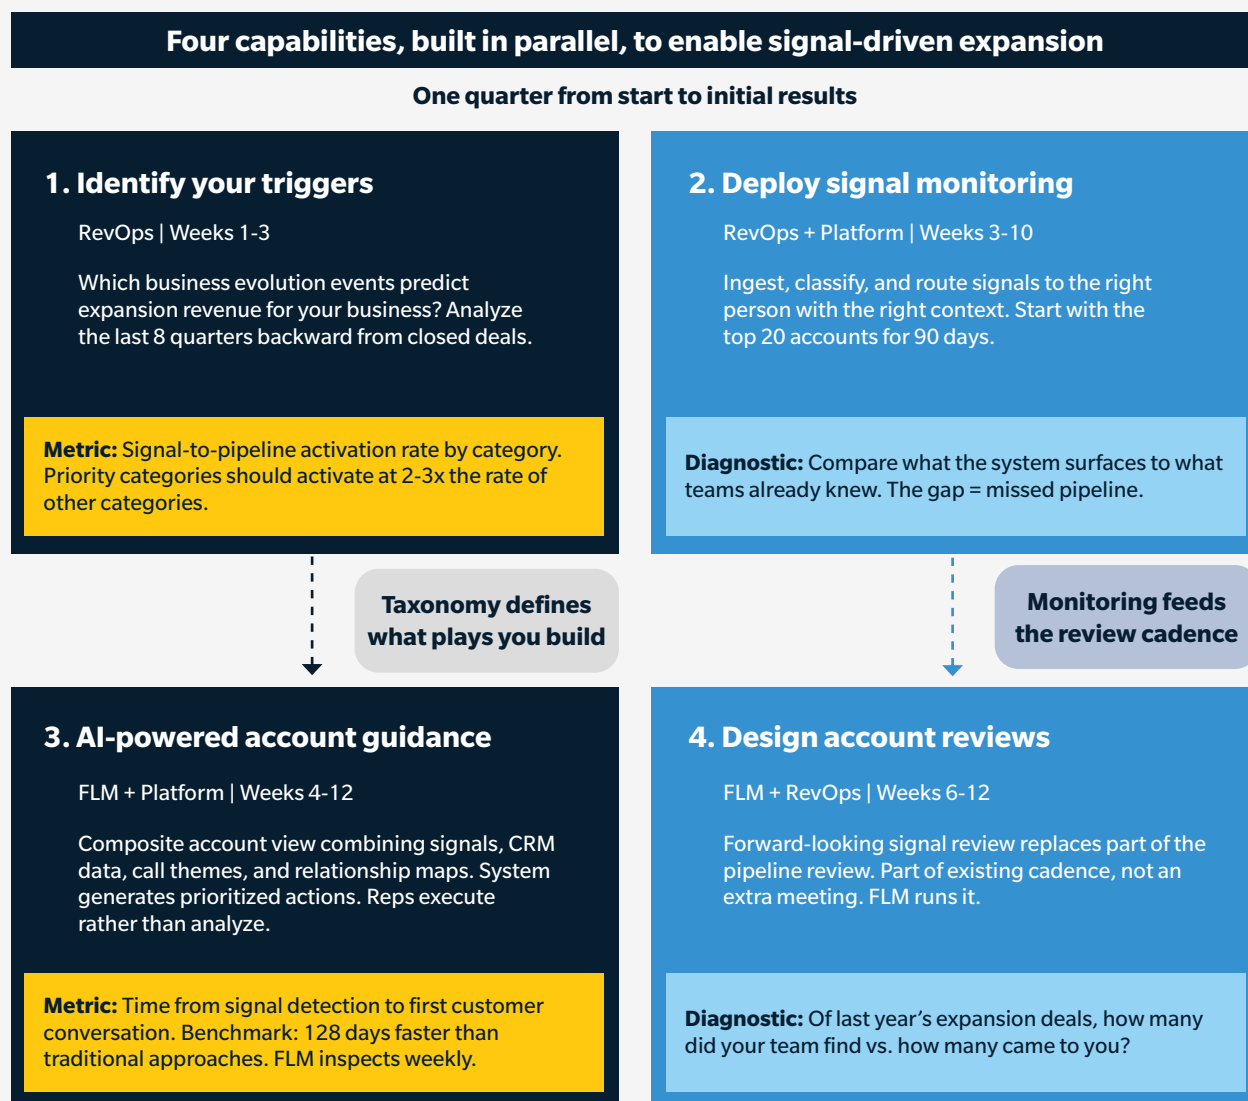 Four capabilities, built in parallel, to enable signal-driven expansion
One quarter from start to initial results
1. Identify your triggers
RevOps | Weeks 1-3
Which business evolution events predict
expansion revenue for your business? Analyze
the last 8 quarters backward from closed deals.
Metric: Signal-to-pipeline activation rate by category.
Priority categories should activate at 2-3x the rate of
other categories.
2. Deploy signal monitoring
RevOps + Platform | Weeks 3-10
Ingest, classify, and route signals to the right
person with the right context. Start with the
top 20 accounts for 90 days.
Diagnostic: Compare what the system surfaces to what
teams already knew. The gap = missed pipeline.
Taxonomy defines
what plays you build
Monitoring feeds
the review cadence
3. AI-powered account guidance
FLM + Platform | Weeks 4-12
Composite account view combining signals, CRM
data, call themes, and relationship maps. System
generates prioritized actions. Reps execute
rather than analyze.
Metric: Time from signal detection to first customer
conversation. Benchmark: 128 days faster than
traditional approaches. FLM inspects weekly.
4. Design account reviews
FLM + RevOps | Weeks 6-12
Forward-looking signal review replaces part of the
pipeline review. Part of existing cadence, not an
extra meeting. FLM runs it.
Diagnostic: Of last year’s expansion deals, how many
did your team find vs. how many came to you?